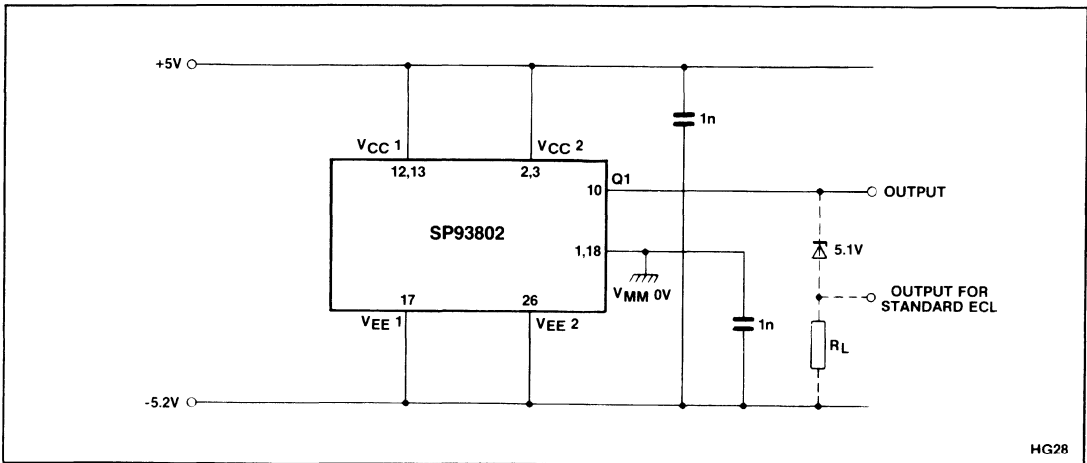 +5V
1n
VCC 1
VCC 2
12,13
2,3
Q1
10
OUTPUT
SP93802
1,18
5.1V
VMM 0V
OUTPUT FOR
STANDARD ECL
17
26
1n
VEE 1
VEE 2
RL
-5.2V
HG28